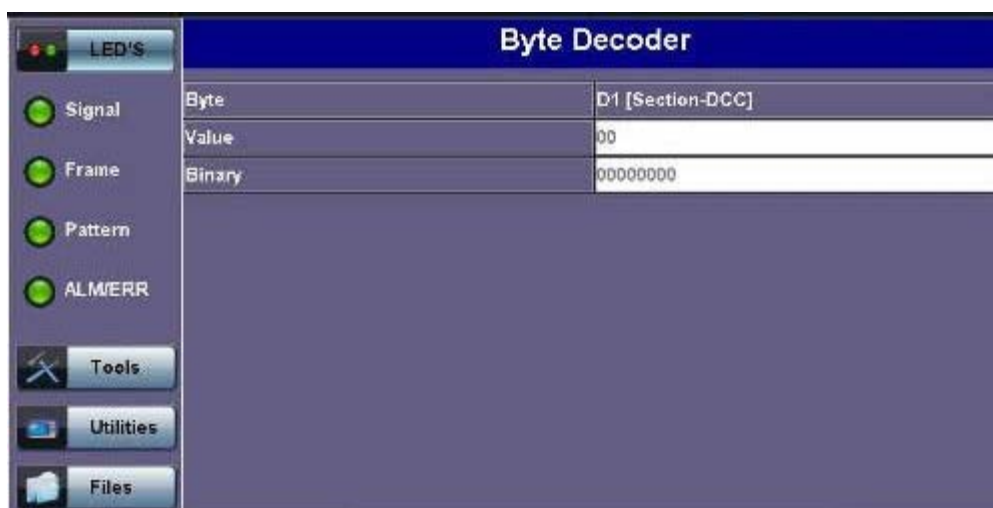 LED'S
Byte Decoder
Signal
Frame
Pattern
ALM/ERR
Byte D1 [Section-DCC]
Value 00
Binary 00000000
Tools
Utilities
Files